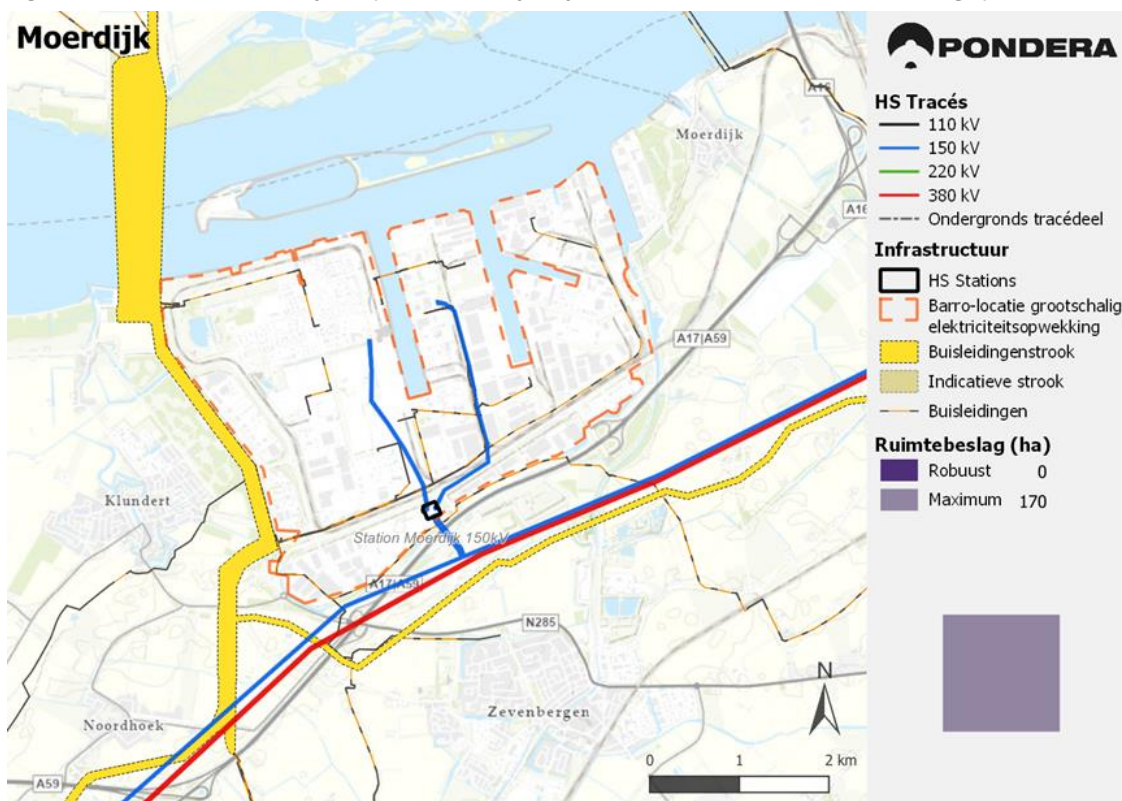 Moerdijk
PONDERA
HS Tracés
110 kV
150 kV
220 kV
380 kV
Ondergronds tracédeel
Infrastructuur
HS Stations
Barro-locatie grootschalig
elektriciteitsopwekking
Buisleidingenstrook
Indicatieve strook
Buisleidingen
Ruimtebeslag (ha)
Robuust 0
Maximum 170
A16
Moerdijk
A16
A17|A59
Klundert
Station Moerdijk 150kV
A17|A59
N285
Zevenbergen
Noordhoek
A59
N
0 1 2 km